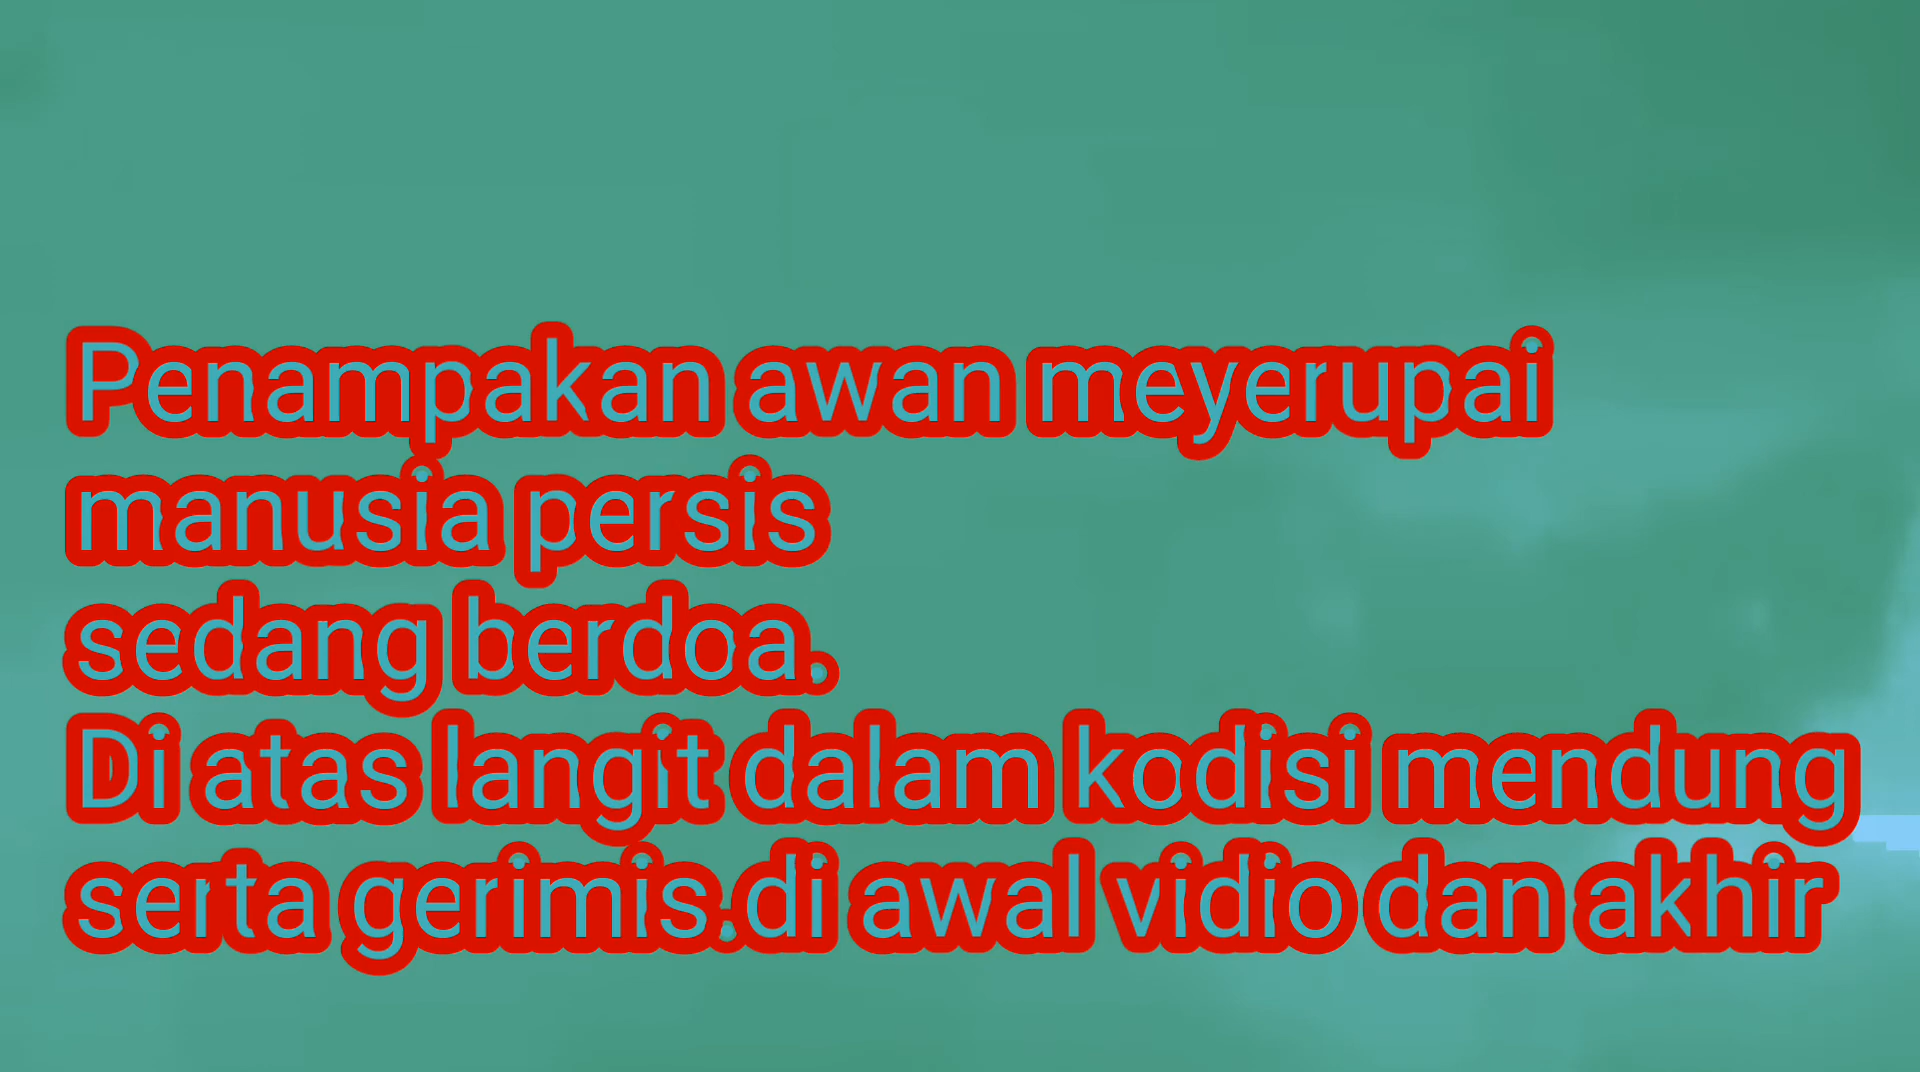 Penampakan awan meyerupai
manusia persis
sedang berdoa.
Di atas langit dalam kodisi mendung
serta gerimis.di awal vidio dan akhir